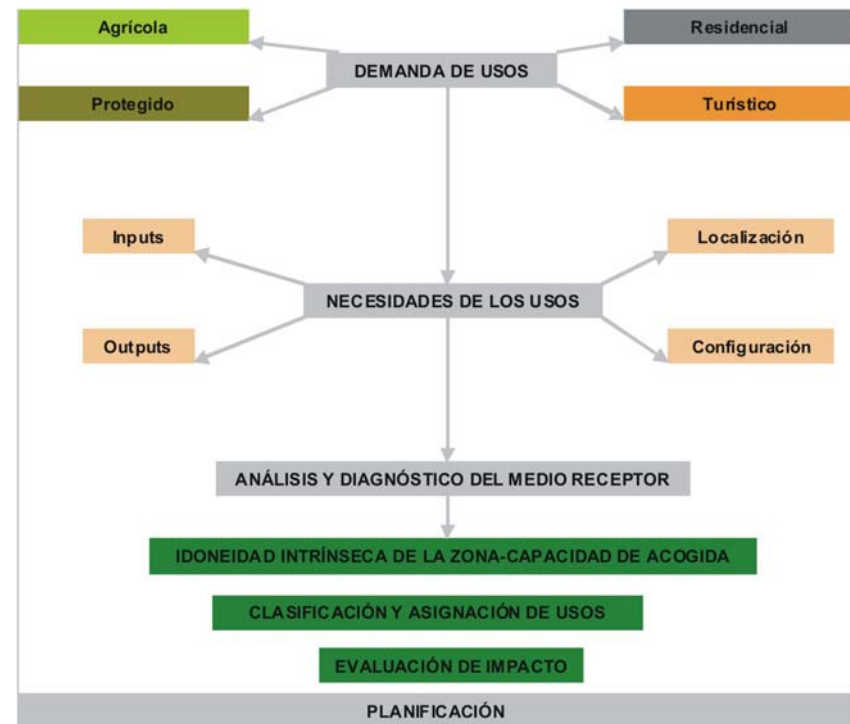 Agrícola
Residencial
DEMANDA DE USOS
Protegido
Turístico
Inputs
Localización
NECESIDADES DE LOS USOS
Outputs
Configuración
ANÁLISIS Y DIAGNÓSTICO DEL MEDIO RECEPTOR
IDONEIDAD INTRÍNSECA DE LA ZONA-CAPACIDAD DE ACOGIDA
CLASIFICACIÓN Y ASIGNACIÓN DE USOS
EVALUACIÓN DE IMPACTO
PLANIFICACIÓN